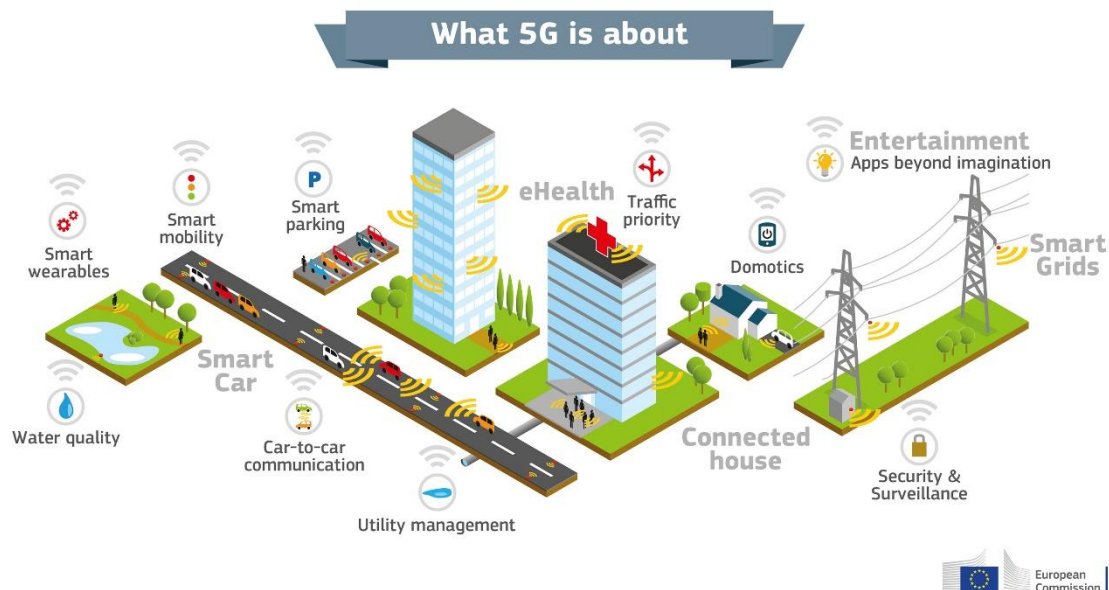 What 5G is about
Entertainment
Apps beyond imagination
eHealth
Traffic
priority
P
Smart
parking
Smart
mobility
Smart
wearables
Domotics
Smart
Grids
Smart
Car
Water quality
Car-to-car
communication
Connected
house
Security &
Surveillance
Utility management
European
Commission